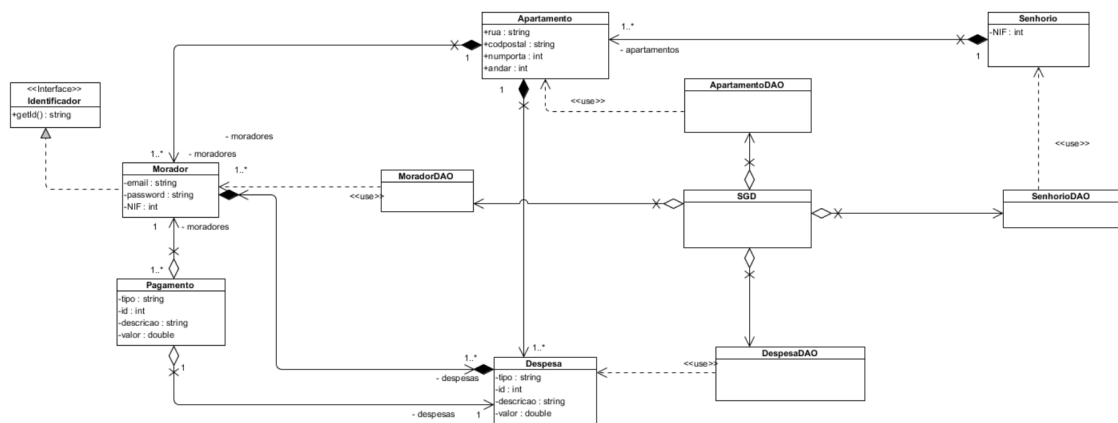 Apartamento
+rua : string
+codpostal : string
+numporta : int
+andar : int
1
1
1..*
- apartamentos
1
Senhorio
-NIF : int
<<Interface>>
Identificador
+getId() : string
ApartamentoDAO
<<use>>
<<use>>
- moradores
1..*
- moradores
1..*
Morador
-email : string
-password : string
-NIF : int
MoradorDAO
<<use>>
SGD
SenhorioDAO
1
- moradores
1..*
Pagamento
-tipo : string
-id : int
-descricao : string
-valor : double
1
1..*
1..*
- despesas
Despesa
-tipo : string
-id : int
-descricao : string
-valor : double
- despesas
1
<<use>>
DespesaDAO